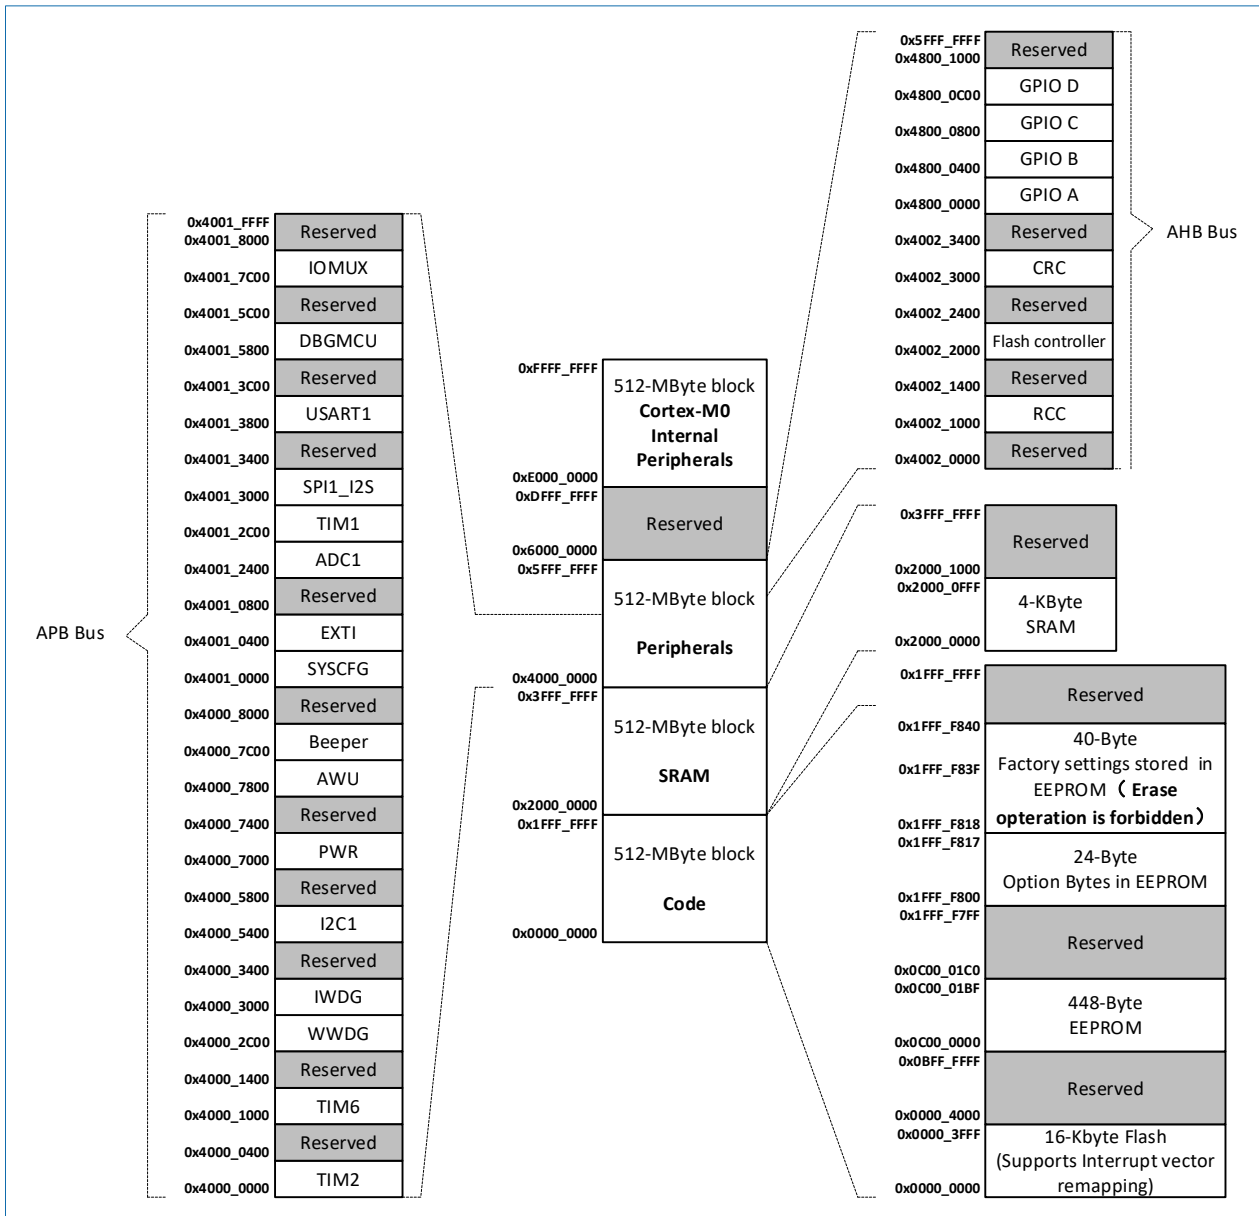 APB Bus
0x4001_FFFF
0x4001_8000
Reserved
IOMUX
0x4001_7C00
Reserved
0x4001_5C00
DBGMCU
0x4001_5800
Reserved
0x4001_3C00
USART1
0x4001_3800
Reserved
0x4001_3400
SPI1_I2S
0x4001_3000
TIM1
0x4001_2C00
ADC1
0x4001_2400
Reserved
0x4001_0800
EXTI
0x4001_0400
SYSCFG
0x4001_0000
Reserved
0x4000_8000
Beeper
0x4000_7C00
AWU
0x4000_7800
Reserved
0x4000_7400
PWR
0x4000_7000
Reserved
0x4000_5800
I2C1
0x4000_5400
Reserved
0x4000_3400
IWDG
0x4000_3000
WWDG
0x4000_2C00
Reserved
0x4000_1400
TIM6
0x4000_1000
Reserved
0x4000_0400
TIM2
0x4000_0000
0xFFFF_FFFF
512-MByte block
Cortex-M0
Internal
Peripherals
0xE000_0000
0xDFFF_FFFF
Reserved
0x6000_0000
0x5FFF_FFFF
512-MByte block
Peripherals
0x4000_0000
0x3FFF_FFFF
512-MByte block
SRAM
0x2000_0000
0x1FFF_FFFF
512-MByte block
Code
0x0000_0000
0x5FFF_FFFF
0x4800_1000
Reserved
GPIO D
0x4800_0C00
GPIO C
0x4800_0800
GPIO B
0x4800_0400
GPIO A
0x4800_0000
Reserved
0x4002_3400
CRC
0x4002_3000
Reserved
0x4002_2400
Flash controller
0x4002_2000
Reserved
0x4002_1400
RCC
0x4002_1000
Reserved
0x4002_0000
AHB Bus
0x3FFF_FFFF
Reserved
0x2000_1000
0x2000_0FFF
4-KByte
SRAM
0x2000_0000
0x1FFF_FFFF
Reserved
0x1FFF_F840
40-Byte
Factory settings stored in
0x1FFF_F83F
EEPROM（Erase
opteration is forbidden）
0x1FFF_F818
0x1FFF_F817
24-Byte
Option Bytes in EEPROM
0x1FFF_F800
0x1FFF_F7FF
Reserved
0x0C00_01C0
0x0C00_01BF
448-Byte
EEPROM
0x0C00_0000
0x0BFF_FFFF
Reserved
0x0000_4000
0x0000_3FFF
16-Kbyte Flash
(Supports Interrupt vector
remapping)
0x0000_0000